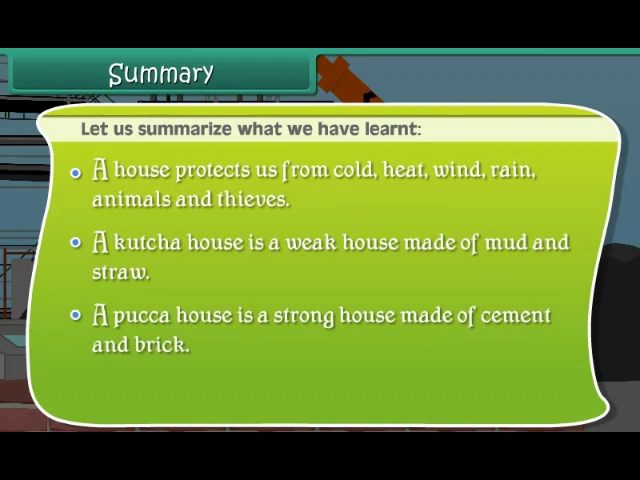 Summary
Let us summarize what we have learnt:
A house protects us from cold, heat, wind, rain,
animals and thieves.
A kutcha house is a weak house made of mud and
straw.
A pucca house is a strong house made of cement
and brick.